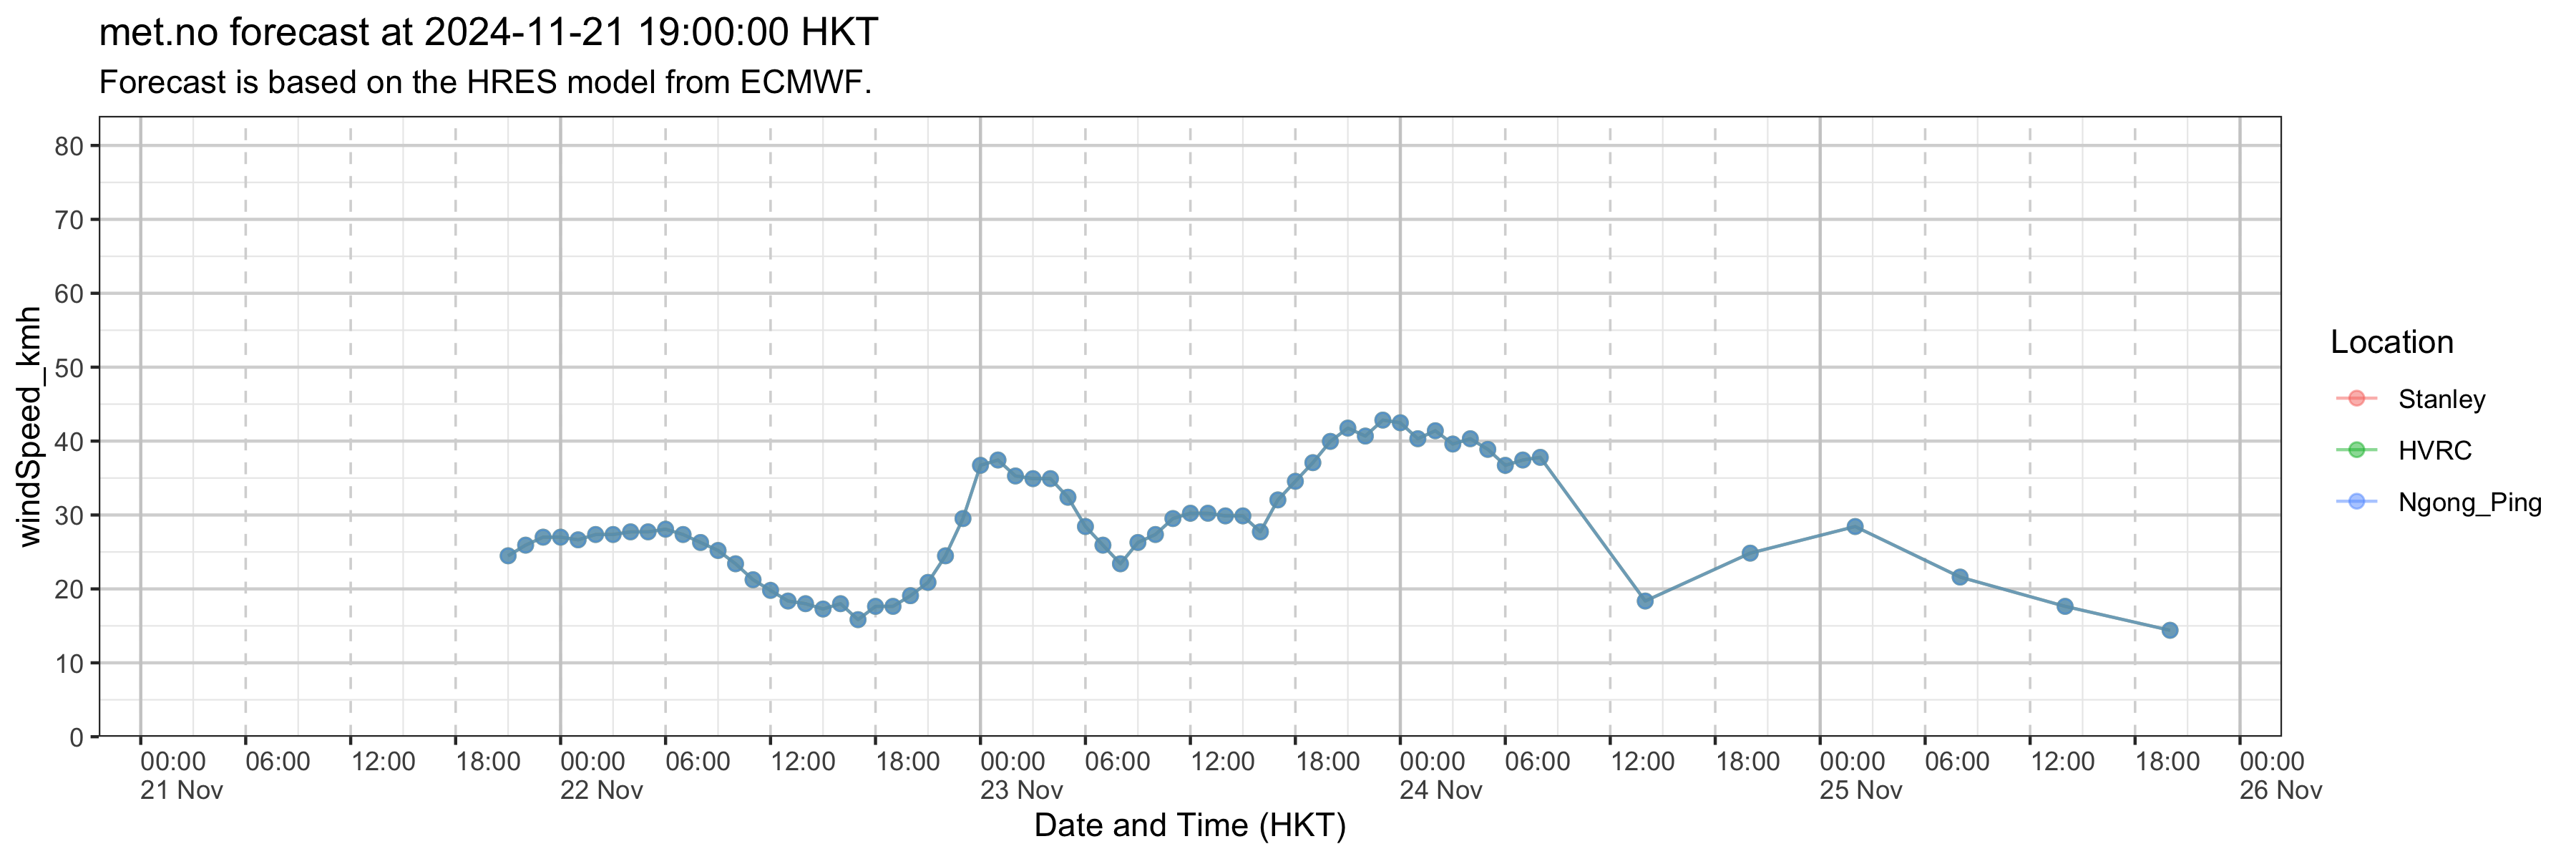 met.no forecast at 2024-11-21 19:00:00 HKT
Forecast is based on the HRES model from ECMWF.
windSpeed_kmh
80
70
60
50
40
30
20
10
0
00:00 06:00 12:00 18:00 00:00 06:00 12:00 18:00 00:00 06:00 12:00 18:00 00:00 06:00 12:00 18:00 00:00 06:00 12:00 18:00 00:00
21 Nov 22 Nov 23 Nov 24 Nov 25 Nov 26 Nov
Date and Time (HKT)
Location
Stanley
HVRC
Ngong_Ping